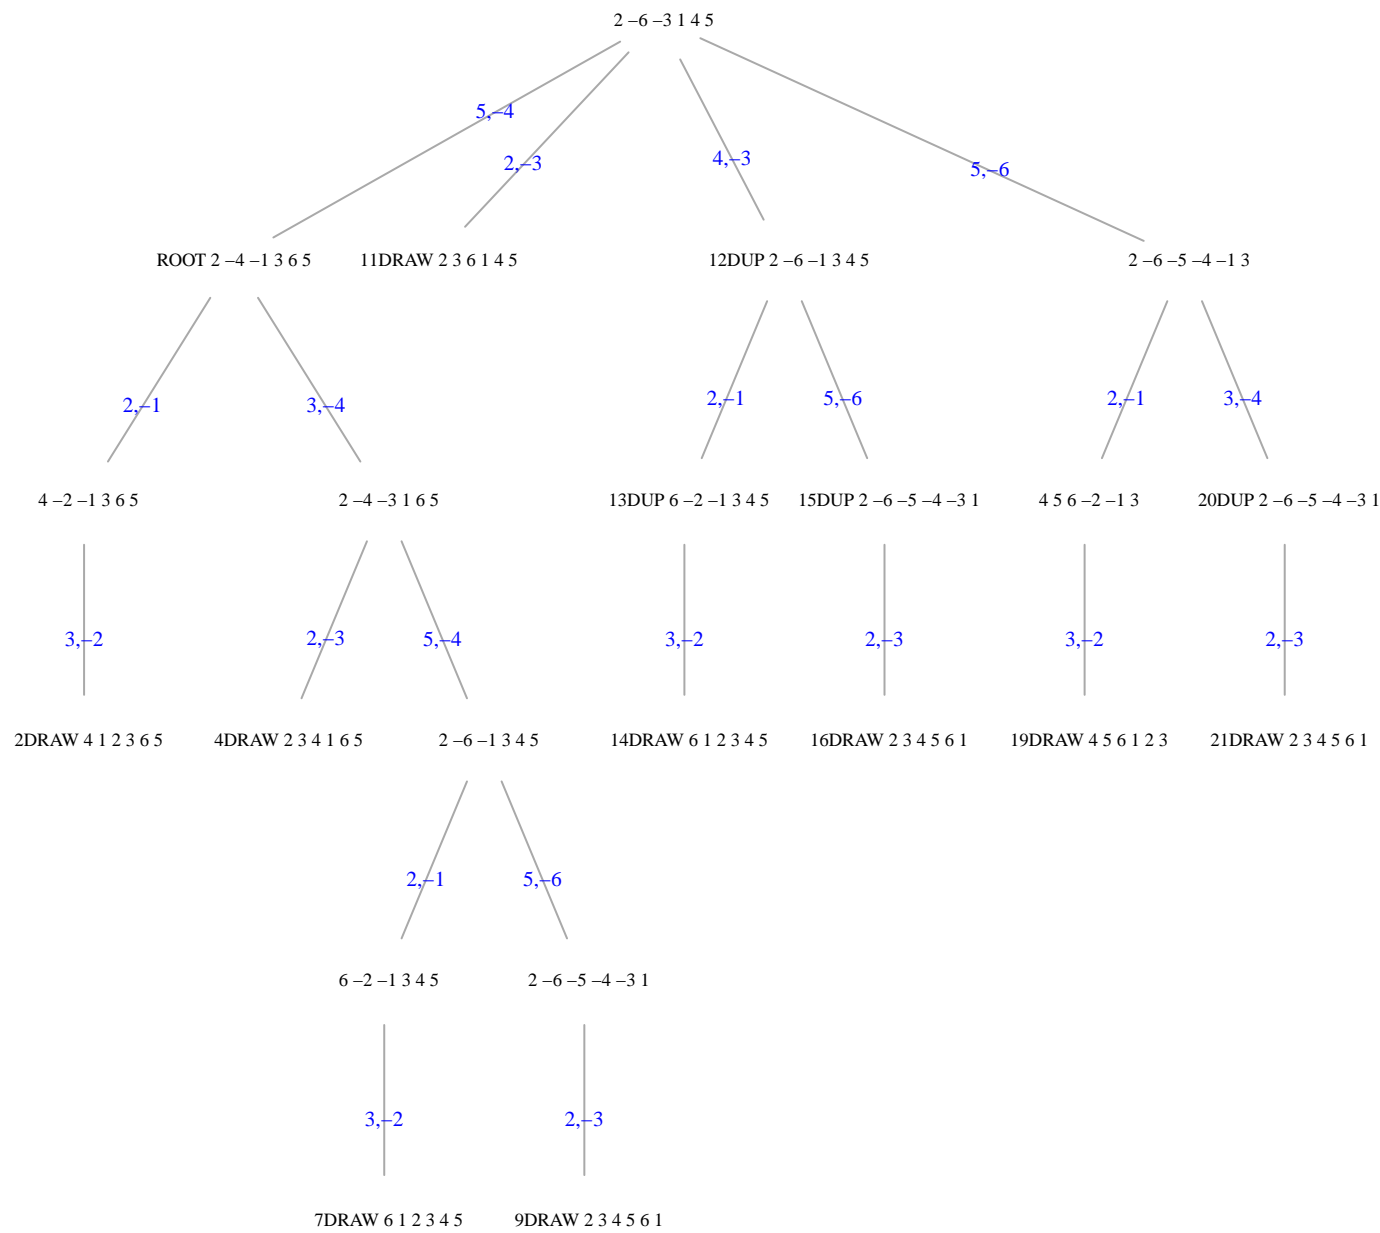 2 –6 –3 1 4 5
5,–4
2,–3
4,–3
5,–6
ROOT 2 –4 –1 3 6 5
11DRAW 2 3 6 1 4 5
12DUP 2 –6 –1 3 4 5
2 –6 –5 –4 –1 3
2,–1
3,–4
2,–1
5,–6
2,–1
3,–4
4 –2 –1 3 6 5
2 –4 –3 1 6 5
13DUP 6 –2 –1 3 4 5
15DUP 2 –6 –5 –4 –3 1
4 5 6 –2 –1 3
20DUP 2 –6 –5 –4 –3 1
3,–2
2,–3
5,–4
3,–2
2,–3
3,–2
2,–3
2DRAW 4 1 2 3 6 5
4DRAW 2 3 4 1 6 5
2 –6 –1 3 4 5
14DRAW 6 1 2 3 4 5
16DRAW 2 3 4 5 6 1
19DRAW 4 5 6 1 2 3
21DRAW 2 3 4 5 6 1
2,–1
5,–6
6 –2 –1 3 4 5
2 –6 –5 –4 –3 1
3,–2
2,–3
7DRAW 6 1 2 3 4 5
9DRAW 2 3 4 5 6 1